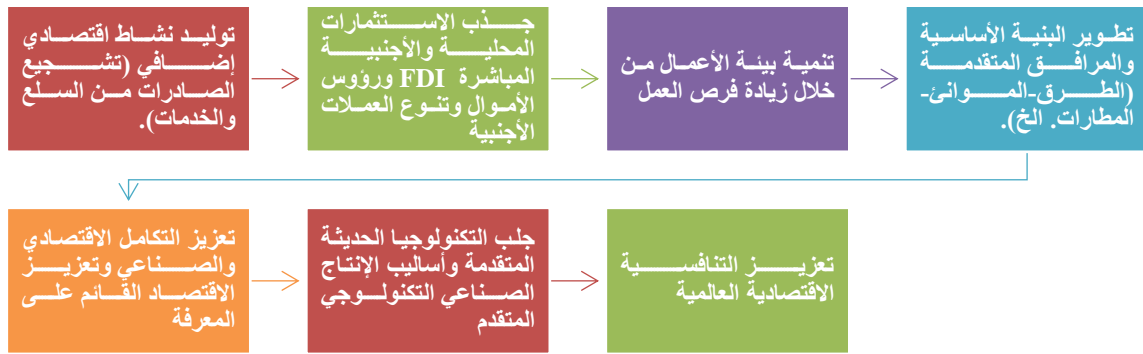 توليد نشاط اقتصادي
إضافي (تشجيع
الصادرات من السلع
والخدمات).
جذب الاستثمارات
المحلية والأجنبية
المباشرة FDI ورؤوس
الأموال وتنوع العملات
الأجنبية
تنمية بيئة الأعمال من
خلال زيادة فرص العمل
تطوير البنية الأساسية
والمرافق المتقدمة
(الطرق-الموانئ-
المطارات. الخ).
تعزيز التكامل الاقتصادي
والصناعي وتعزيز
الاقتصاد القائم على
المعرفة
جلب التكنولوجيا الحديثة
المتقدمة وأساليب الإنتاج
الصناعي التكنولوجي
المتقدم
تعزيز التنافسية
الاقتصادية العالمية